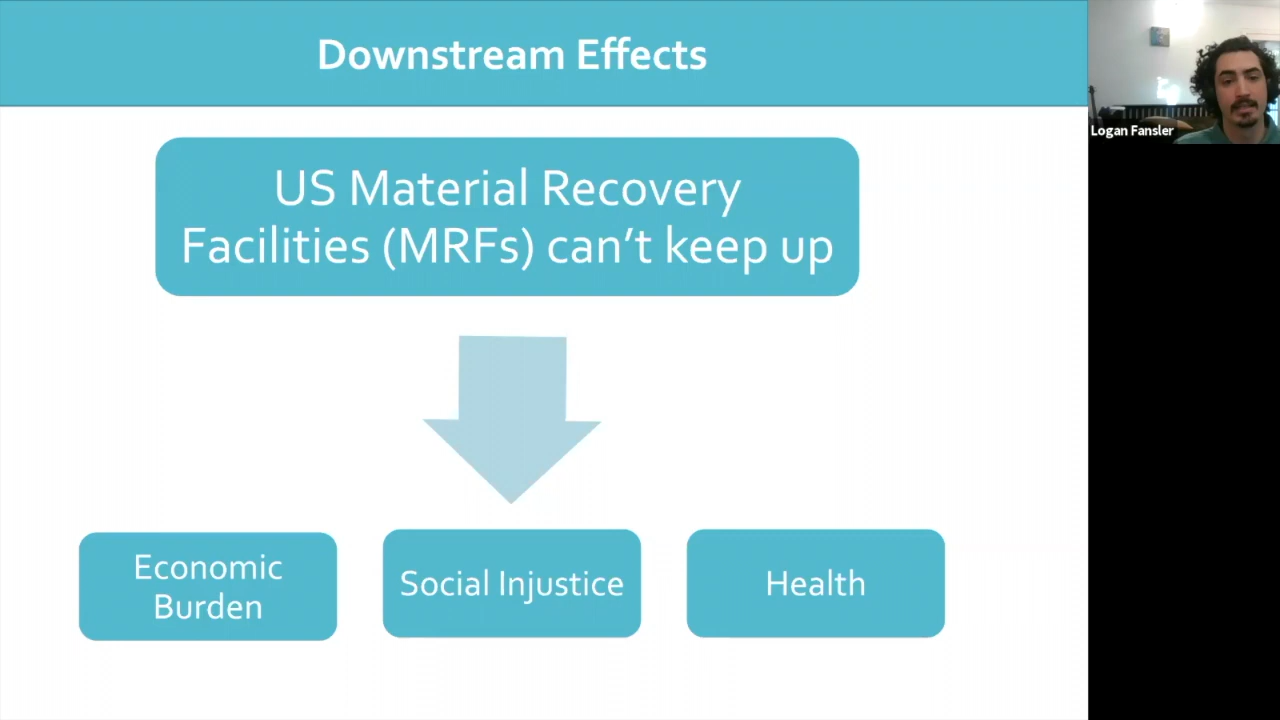 Downstream Effects
Logan Fansler
US Material Recovery
Facilities (MRFs) can’t keep up
Economic
Burden
Social Injustice
Health